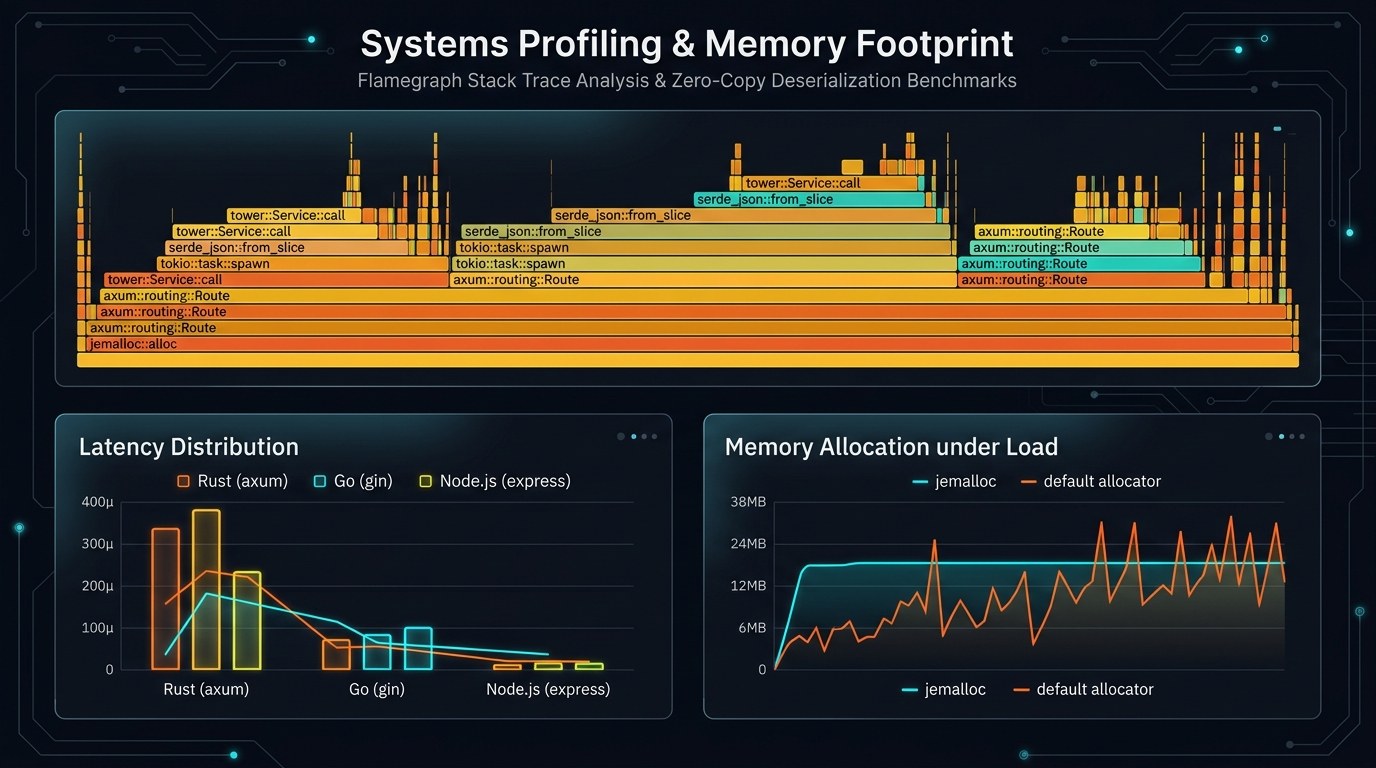 Systems Profiling & Memory Footprint
Flamegraph Stack Trace Analysis & Zero-Copy Deserialization Benchmarks
tower::Service::call
serde_json::from_slice
tower::Service::call
serde_json::from_slice
tower::Service::call
serde_json::from_slice
axum::routing::Route
serde_json::from_slice
tokio::task::spawn
axum::routing::Route
tokio::task::spawn
tokio::task::spawn
axum::routing::Route
tower::Service::call
axum::routing::Route
axum::routing::Route
axum::routing::Route
axum::routing::Route
axum::routing::Route
jemalloc::alloc
Latency Distribution
Rust (axum)
Go (gin)
Node.js (express)
400µ
300µ
200µ
100µ
0
Rust (axum)
Go (gin)
Node.js (express)
Memory Allocation under Load
jemalloc
default allocator
38MB
24MB
12MB
6MB
0
jemalloc
default allocator